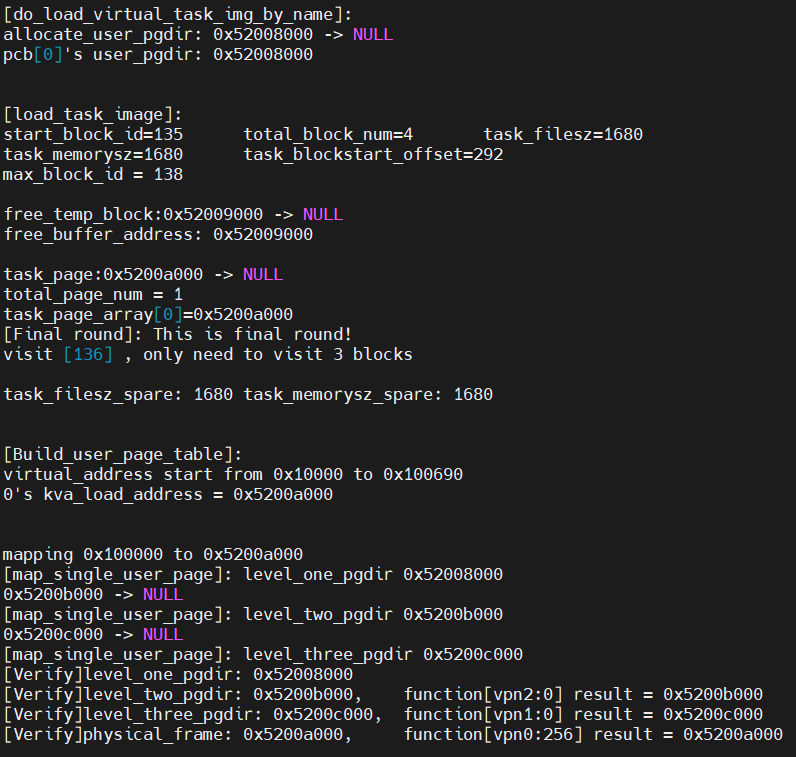 [do_load_virtual_task_img_by_name]:
allocate_user_pgdir: 0x52008000 -> NULL
pcb[0]'s user_pgdir: 0x52008000
[load_task_image]:
start_block_id=135 total_block_num=4 task_filesz=1680
task_memorysz=1680 task_blockstart_offset=292
max_block_id = 138
free_temp_block:0x52009000 -> NULL
free_buffer_address: 0x52009000
task_page:0x5200a000 -> NULL
total_page_num = 1
task_page_array[0]=0x5200a000
[Final round]: This is final round!
visit [136] , only need to visit 3 blocks
task_filesz_spare: 1680 task_memorysz_spare: 1680
[Build_user_page_table]:
virtual_address start from 0x10000 to 0x100690
0's kva_load_address = 0x5200a000
mapping 0x100000 to 0x5200a000
[map_single_user_page]: level_one_pgdir 0x52008000
0x5200b000 -> NULL
[map_single_user_page]: level_two_pgdir 0x5200b000
0x5200c000 -> NULL
[map_single_user_page]: level_three_pgdir 0x5200c000
[Verify]level_one_pgdir: 0x52008000
[Verify]level_two_pgdir: 0x5200b000, function[vpn2:0] result = 0x5200b000
[Verify]level_three_pgdir: 0x5200c000, function[vpn1:0] result = 0x5200c000
[Verify]physical_frame: 0x5200a000, function[vpn0:256] result = 0x5200a000